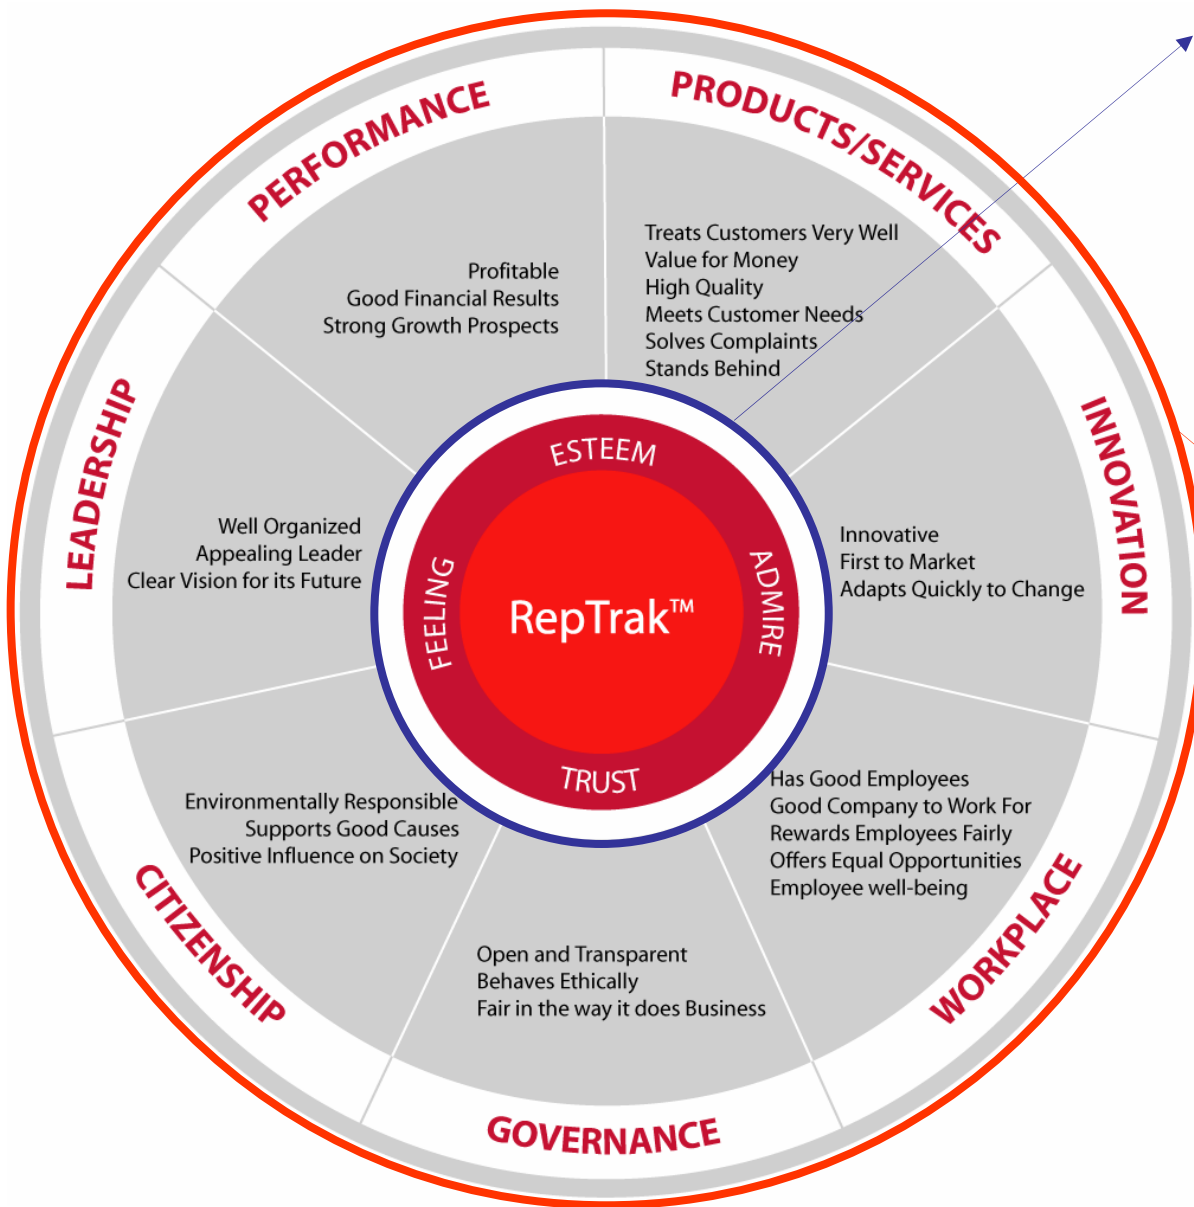 PERFORMANCE
PRODUCTS/SERVICES
Treats Customers Very Well
Value for Money
High Quality
Meets Customer Needs
Solves Complaints
Stands Behind
Profitable
Good Financial Results
Strong Growth Prospects
LEADERSHIP
INNOVATION
Well Organized
Appealing Leader
Clear Vision for its Future
ESTEEM
FEELING
RepTrak™
ADMIRE
TRUST
Innovative
First to Market
Adapts Quickly to Change
Environmentally Responsible
Supports Good Causes
Positive Influence on Society
Has Good Employees
Good Company to Work For
Rewards Employees Fairly
Offers Equal Opportunities
Employee well-being
CITIZENSHIP
WORKPLACE
Open and Transparent
Behaves Ethically
Fair in the way it does Business
GOVERNANCE